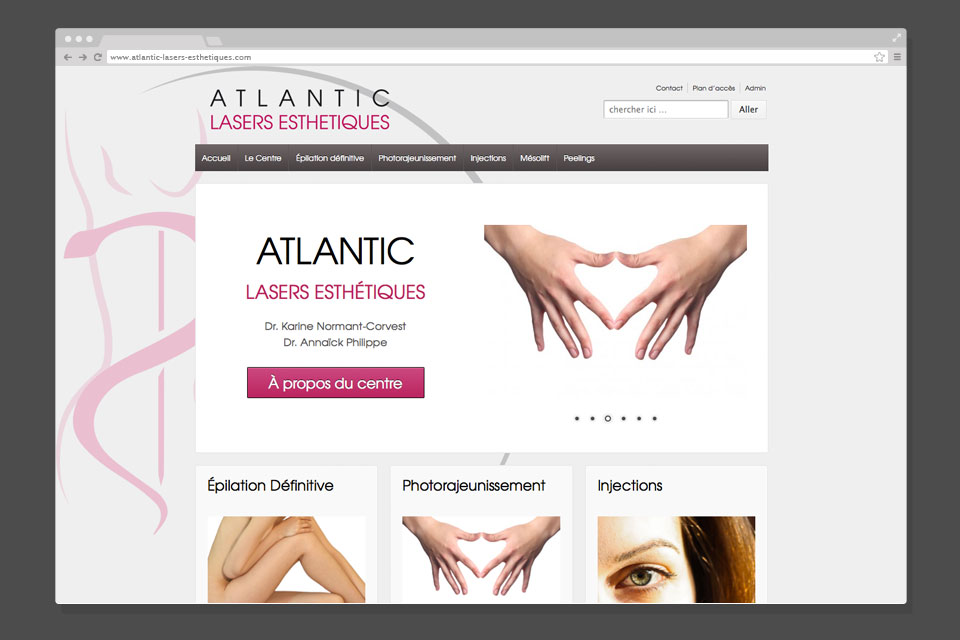 www.atlantic-lasers-esthetiques.com
ATLANTIC
LASERS ESTHETIQUES
Contact Plan d'accès Admin
chercher ici ... Aller
Accueil Le Centre Épilation définitive Photorajeunissement Injections Mésolift Peelings
ATLANTIC
LASERS ESTHÉTIQUES
Dr. Karine Normant-Corvest
Dr. Annaïck Philippe
À propos du centre
Épilation Définitive Photorajeunissement Injections